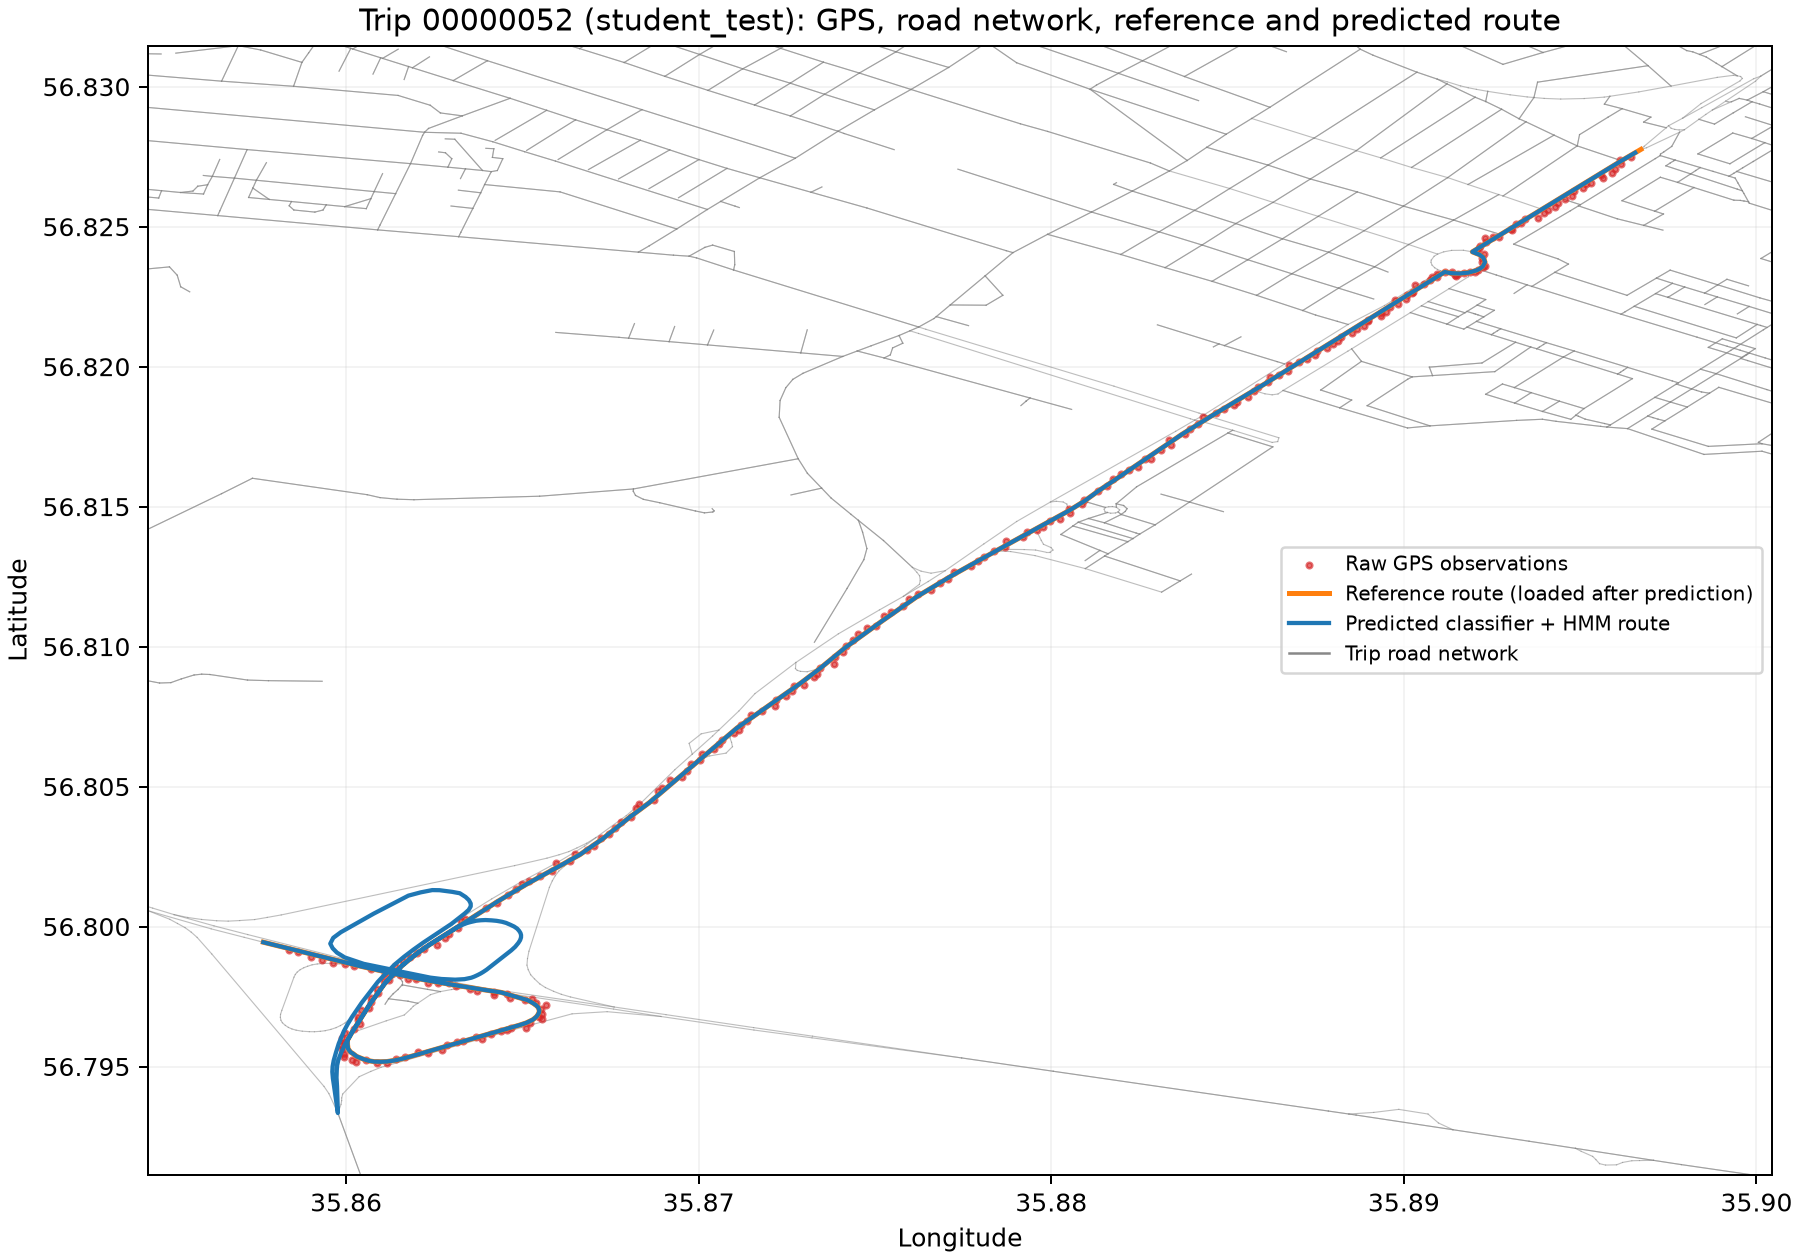 Trip 00000052 (student_test): GPS, road network, reference and predicted route
56.830
56.825
56.820
56.815
56.810
56.805
56.800
56.795
Latitude
Raw GPS observations
Reference route (loaded after prediction)
Predicted classifier + HMM route
Trip road network
35.86
35.87
35.88
35.89
35.90
Longitude